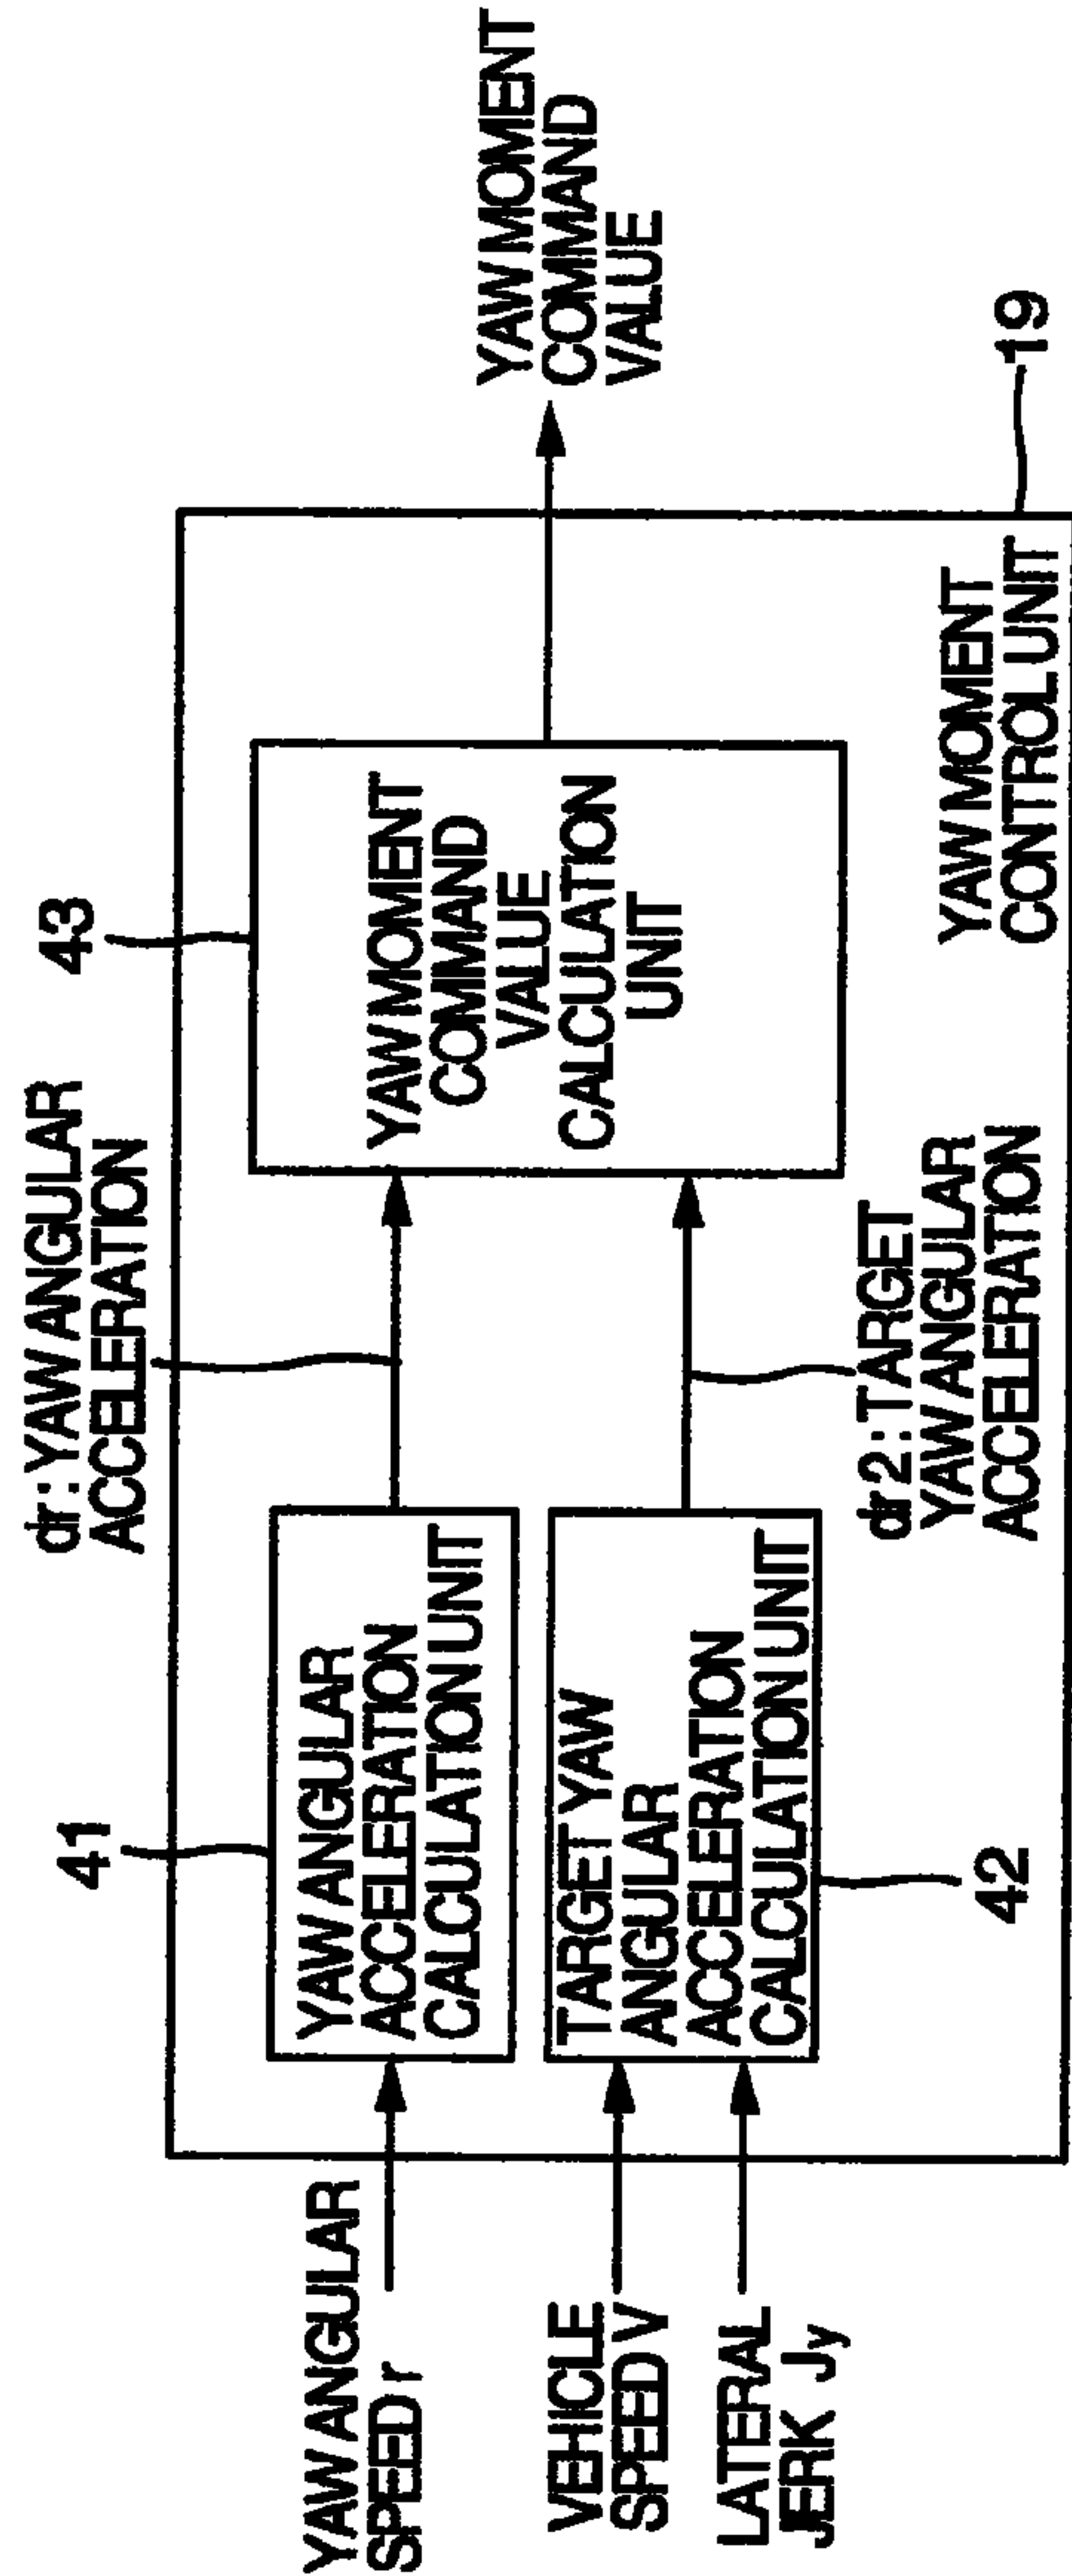 YAW ANGULAR
SPEED r
VEHICLE
SPEED V
LATERAL
JERK Jy
41
YAW ANGULAR
ACCELERATION
CALCULATION UNIT
TARGET YAW
ANGULAR
ACCELERATION
CALCULATION UNIT
42
dr : YAW ANGULAR
ACCELERATION
dr 2 : TARGET
YAW ANGULAR
ACCELERATION
43
YAW MOMENT
COMMAND
VALUE
CALCULATION
UNIT
YAW MOMENT
CONTROL UNIT
19
YAW MOMENT
COMMAND
VALUE